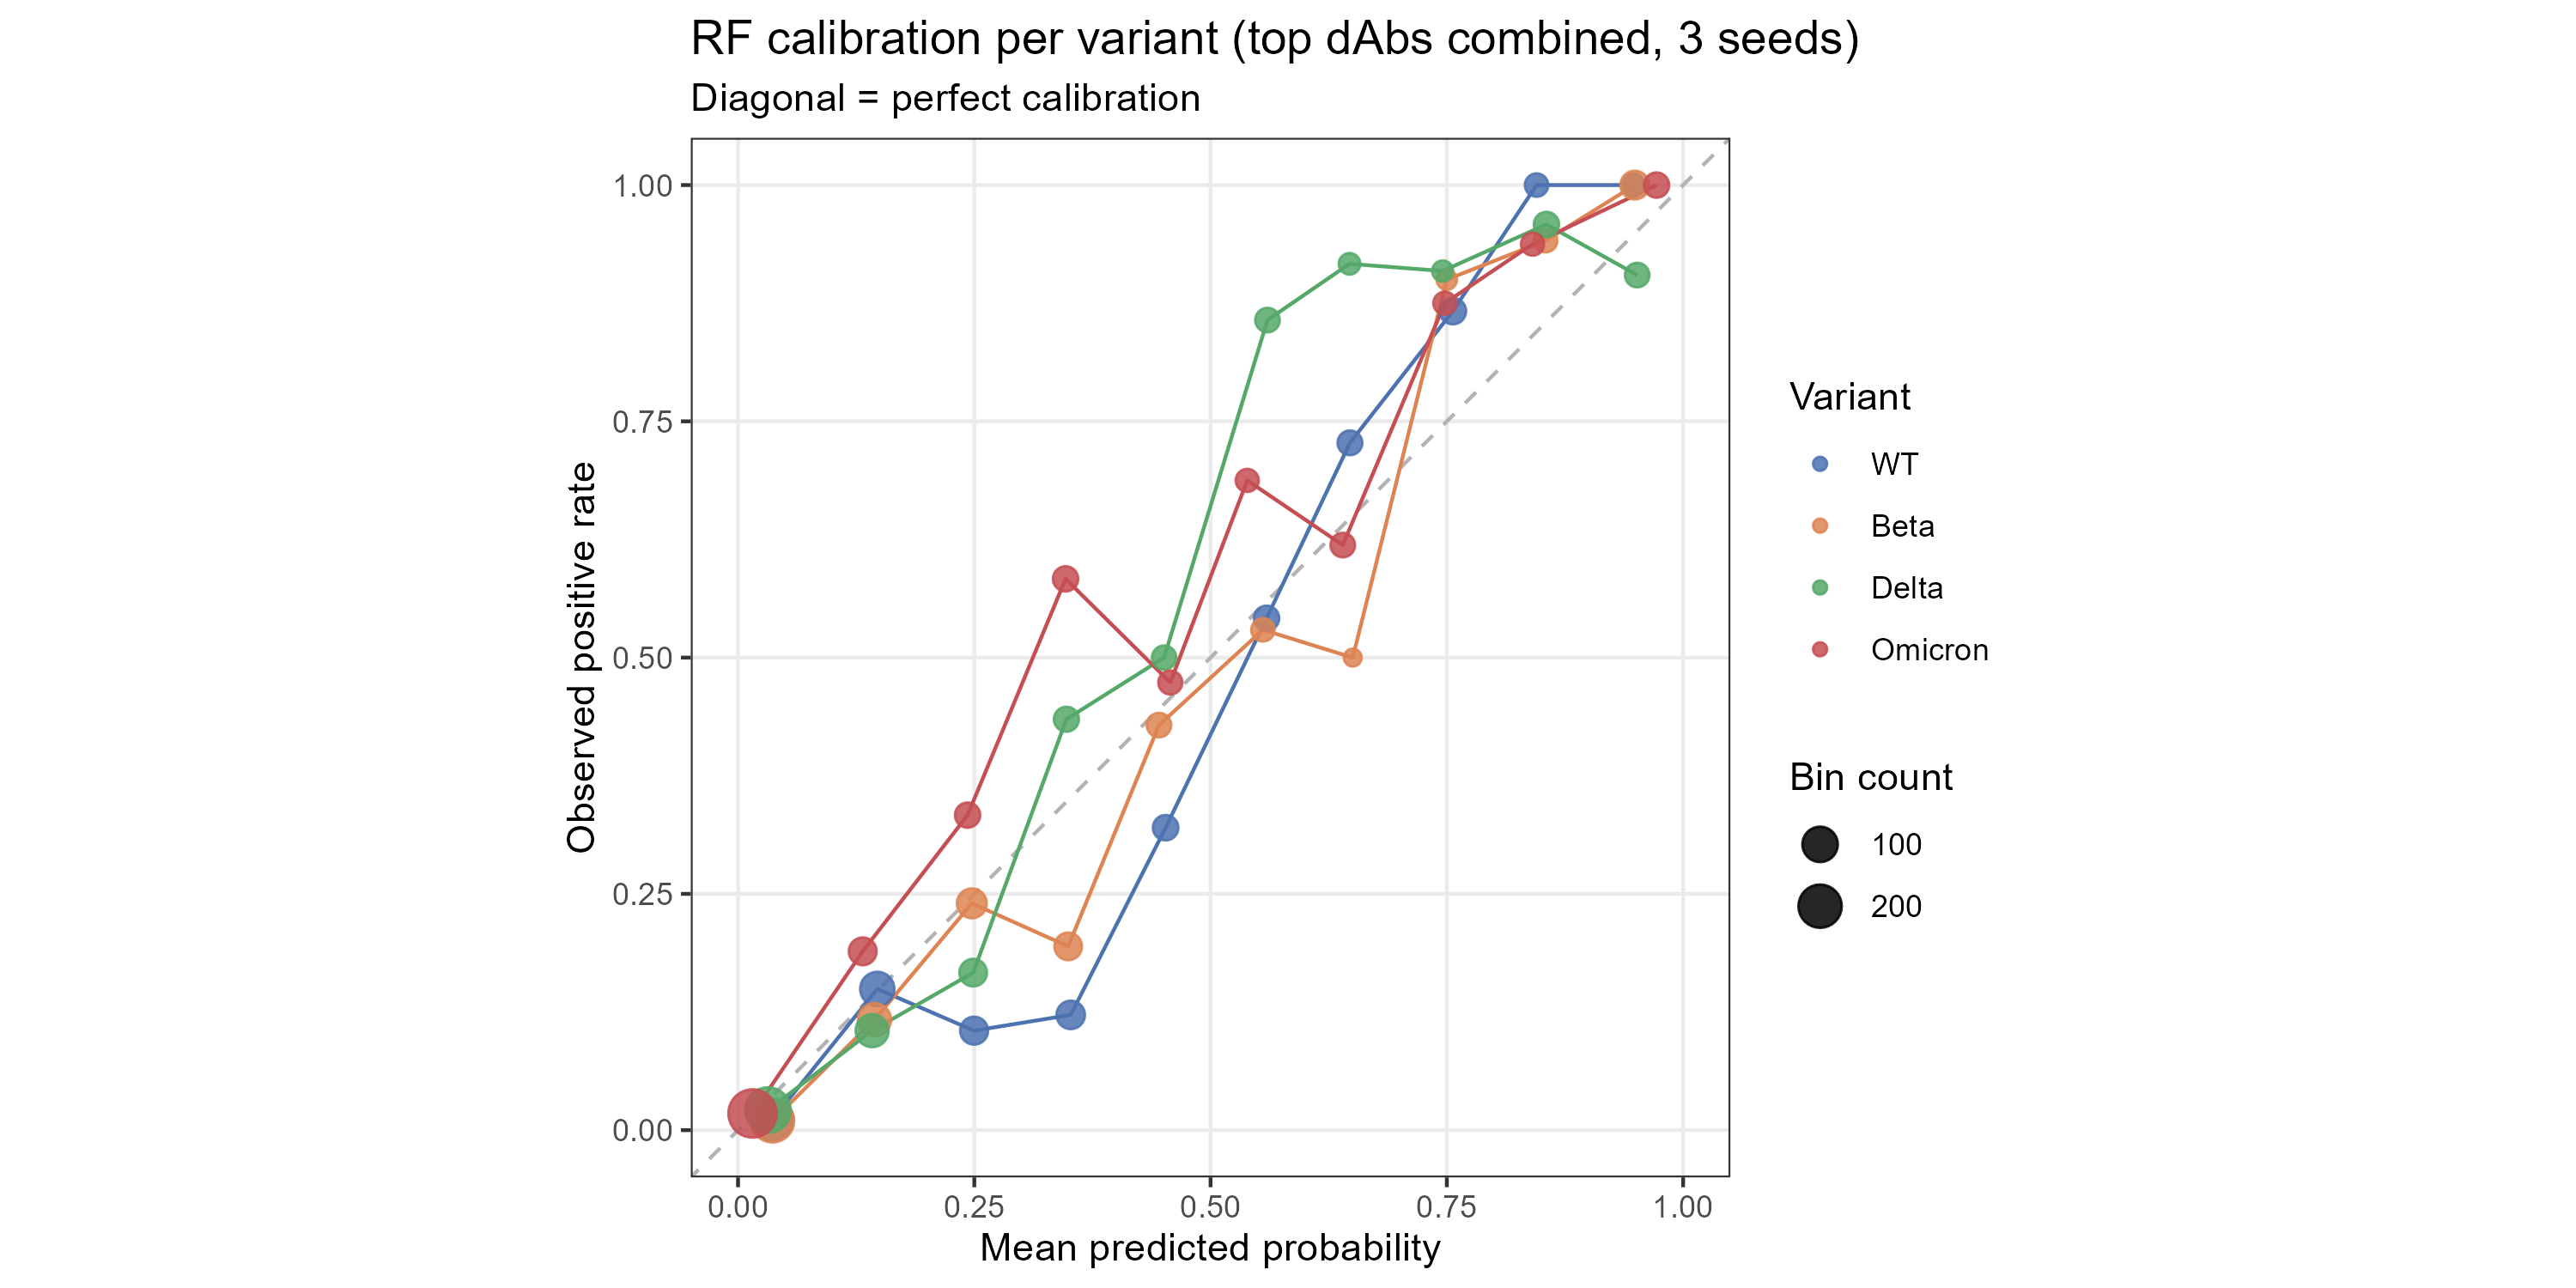 RF calibration per variant (top dAbs combined, 3 seeds)
Diagonal = perfect calibration
Observed positive rate
1.00
0.75
0.50
0.25
0.00
0.00 0.25 0.50 0.75 1.00
Mean predicted probability
Variant
WT
Beta
Delta
Omicron
Bin count
100
200